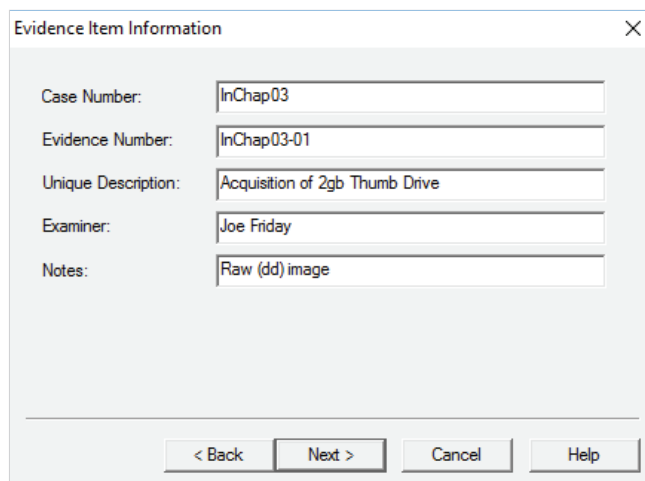 Evidence Item Information
Case Number: InChap03
Evidence Number: InChap03-01
Unique Description: Acquisition of 2gb Thumb Drive
Examiner: Joe Friday
Notes: Raw (dd) image
< Back Next > Cancel Help